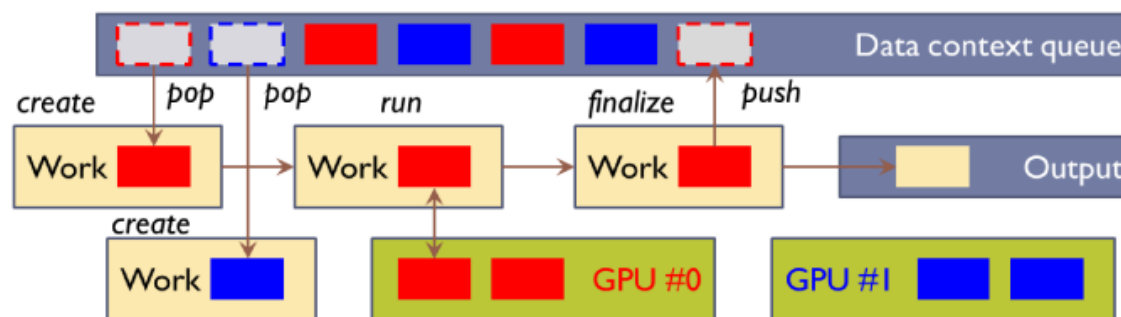 Data context queue
create
pop
pop
run
finalize
push
Work
Work
Work
Output
create
Work
GPU #0
GPU #1